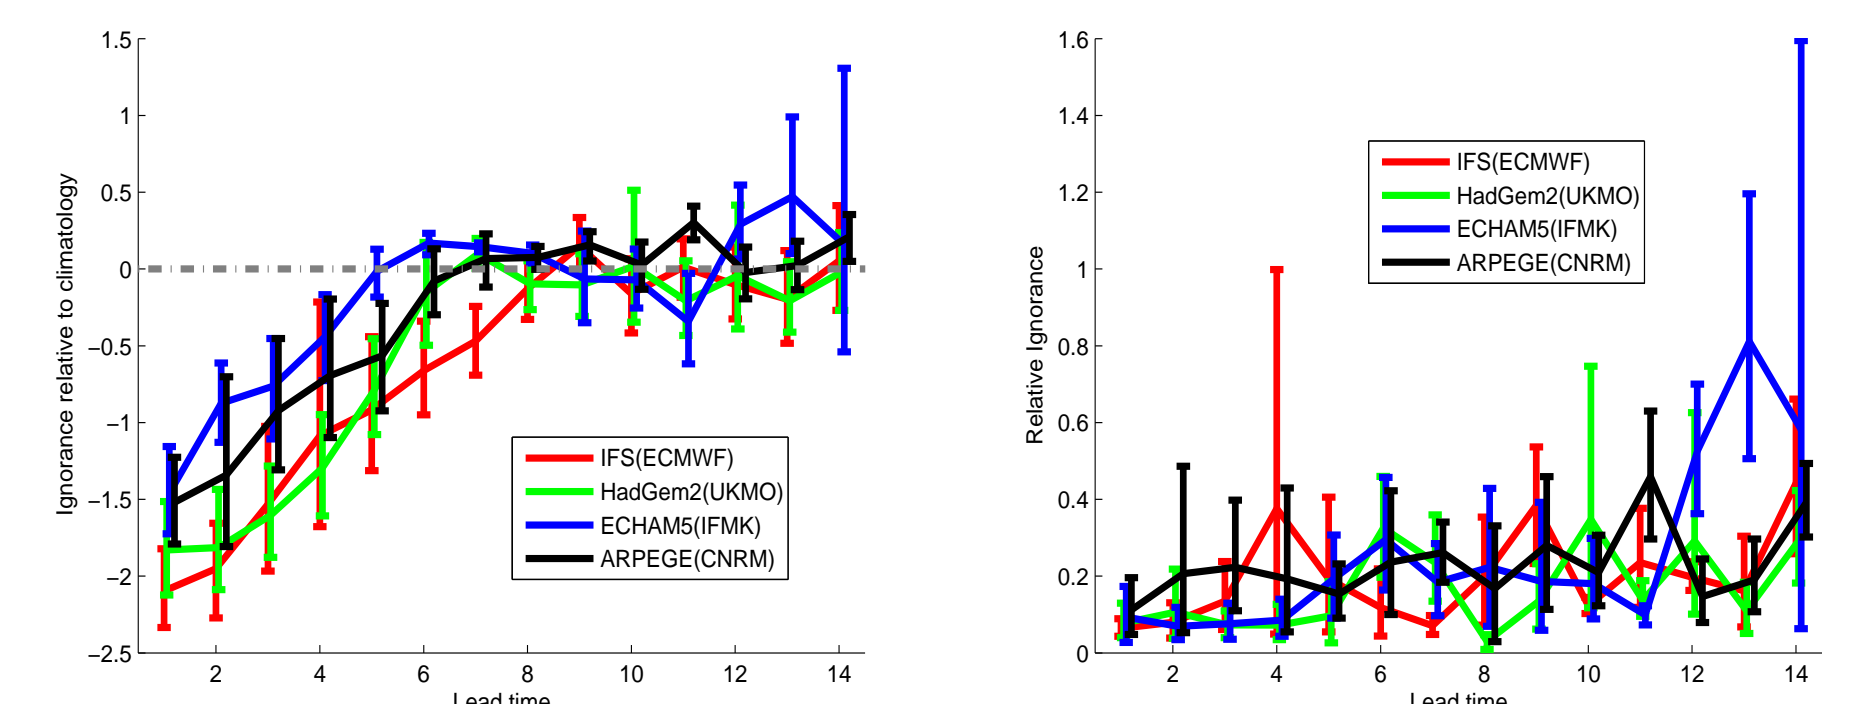 1.5
1
0.5
0
−0.5
−1
−1.5
−2
−2.5
Ignorance relative to climatology
2 4 6 8 10 12 14
Lead time
IFS(ECMWF)
HadGem2(UKMO)
ECHAM5(IFMK)
ARPEGE(CNRM)
1.6
1.4
1.2
1
0.8
0.6
0.4
0.2
0
Relative Ignorance
2 4 6 8 10 12 14
Lead time
IFS(ECMWF)
HadGem2(UKMO)
ECHAM5(IFMK)
ARPEGE(CNRM)